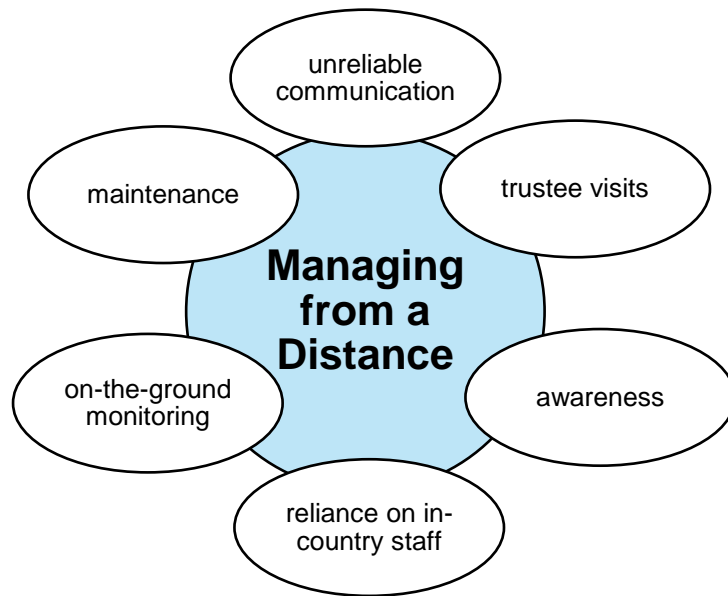 unreliable
communication
trustee visits
maintenance
Managing
from a
Distance
on-the-ground
monitoring
awareness
reliance on in-
country staff